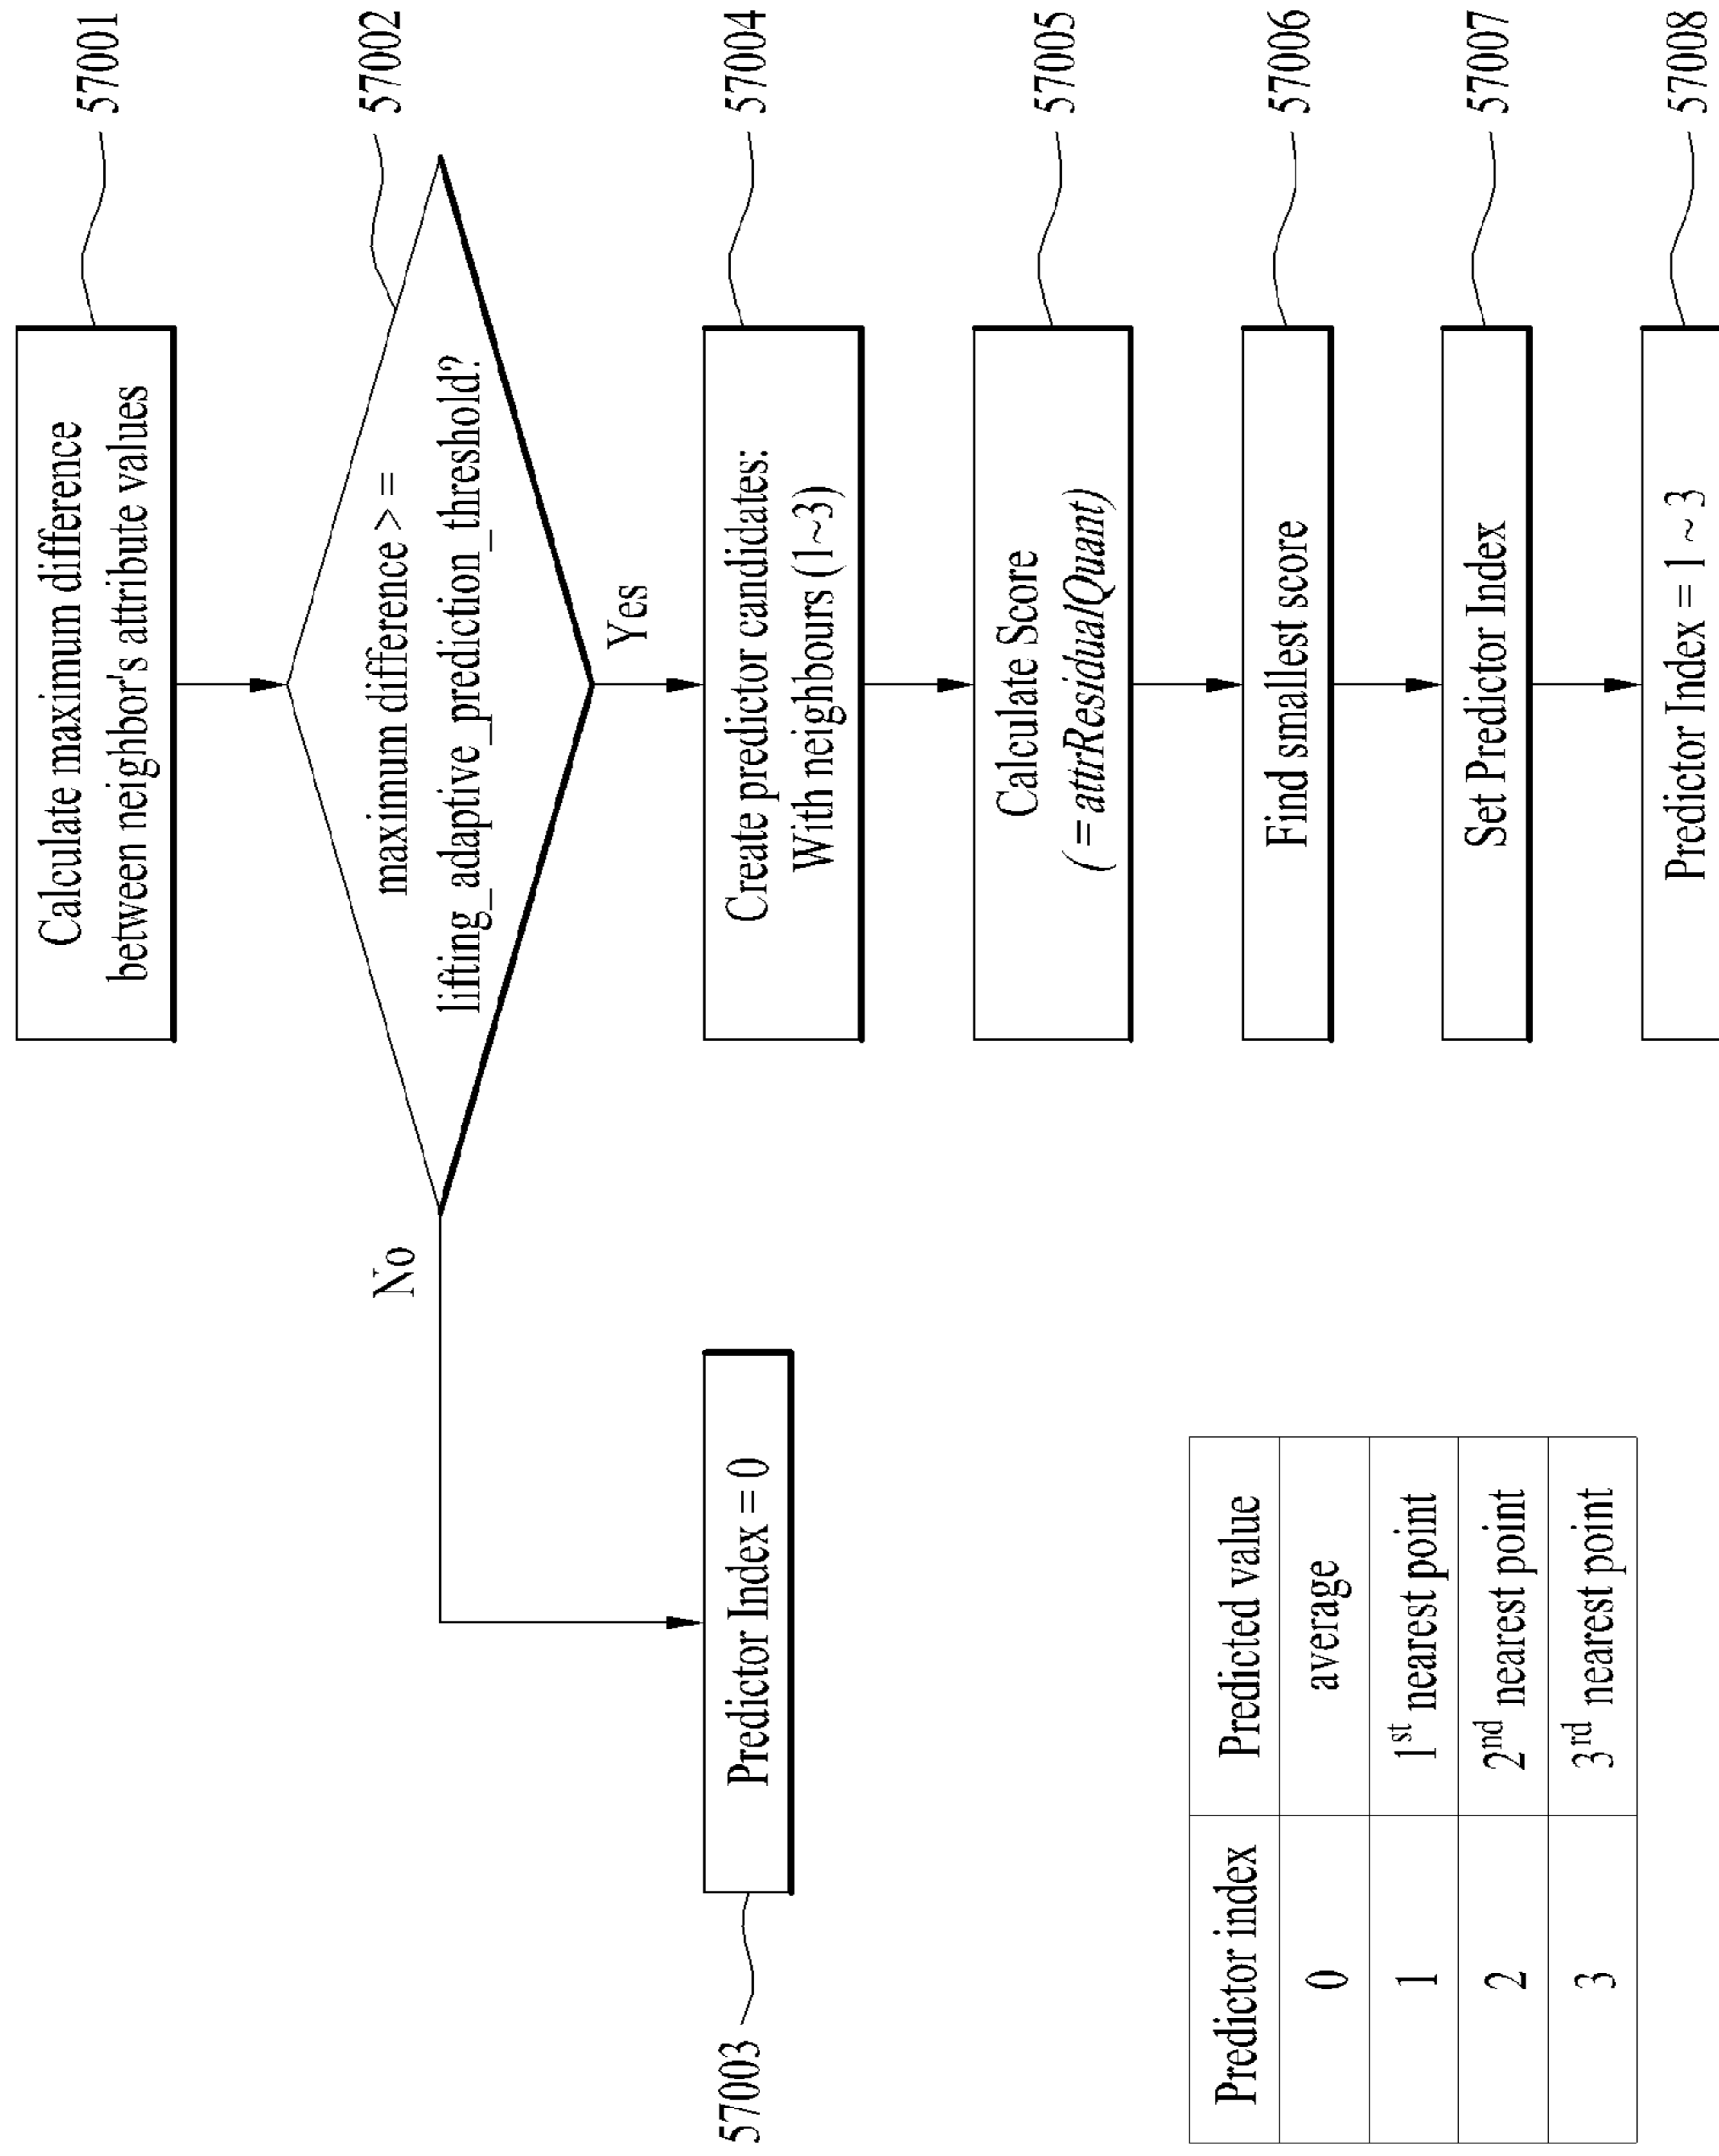 Calculate maximum difference
between neighbor's attribute values
57001
maximum difference > =
lifting_adaptive_prediction_threshold?
57002
No
Yes
Predictor Index = 0
57003
Create predictor candidates:
With neighbours (1~3)
57004
Calculate Score
(=attrResidualQuant)
57005
Find smallest score
57006
Set Predictor Index
57007
Predictor Index = 1 ~ 3
57008
Predictor index Predicted value
0 average
1 1st nearest point
2 2nd nearest point
3 3rd nearest point